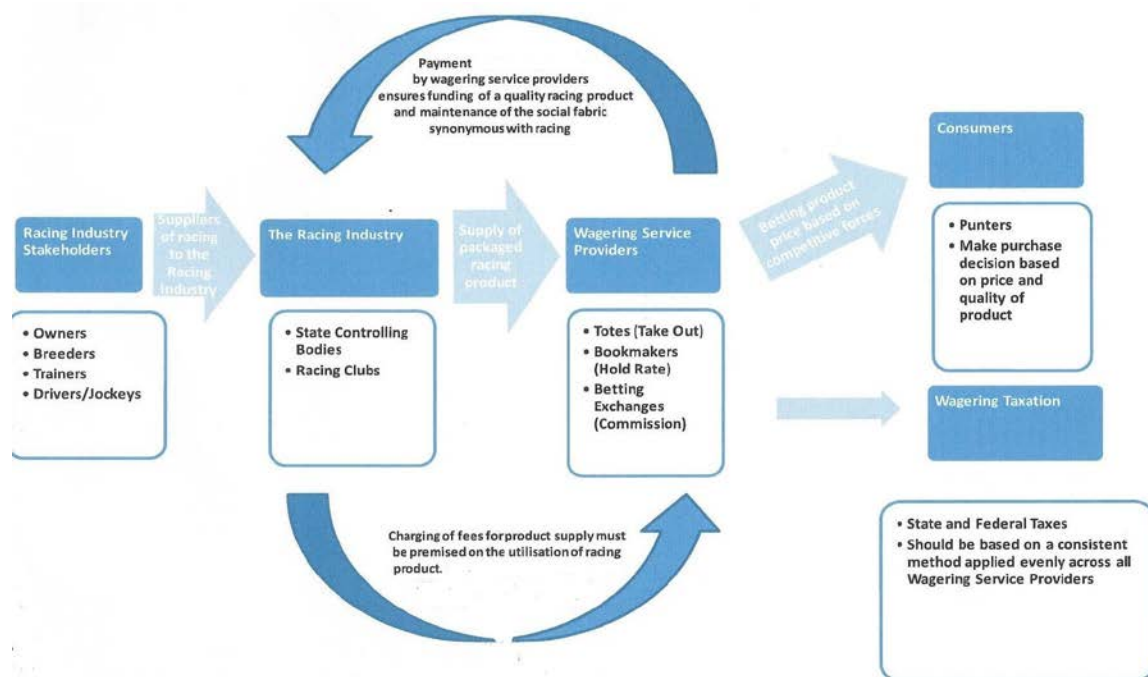 Payment
by wagering service providers
ensures funding of a quality racing product
and maintenance of the social fabric
synonymous with racing
Racing Industry
Stakeholders
• Owners
• Breeders
• Trainers
• Drivers/Jockeys
Suppliers
of racing
to the
Racing
Industry
The Racing Industry
• State Controlling
Bodies
• Racing Clubs
Supply of
packaged
racing
product
Wagering Service
Providers
• Totes (Take Out)
• Bookmakers
(Hold Rate)
• Betting
Exchanges
(Commission)
Betting product
price based on
competitive forces
Consumers
• Punters
• Make purchase
decision based
on price and
quality of
product
Wagering Taxation
• State and Federal Taxes
• Should be based on a consistent
method applied evenly across all
Wagering Service Providers
Charging of fees for product supply must
be premised on the utilisation of racing
product.